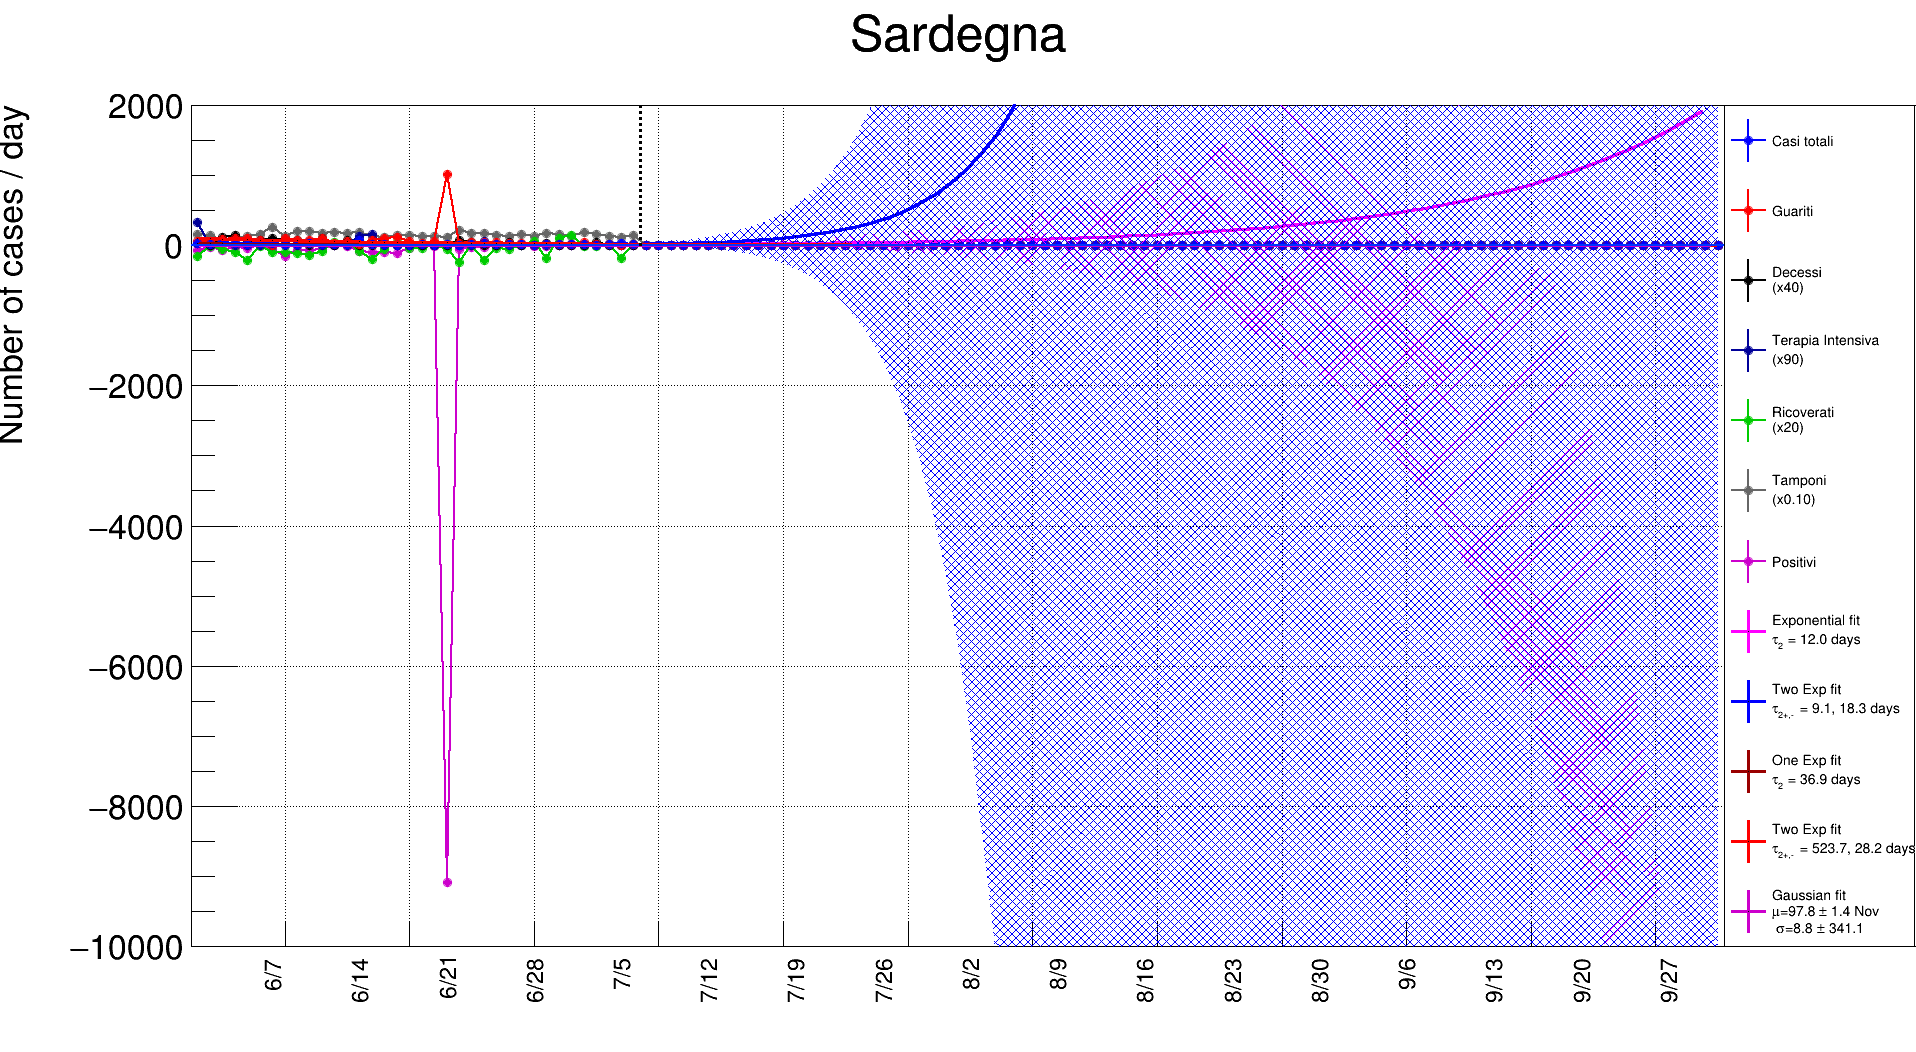 Sardegna
Number of cases / day
2000
0
−2000
−4000
−6000
−8000
−10000
6/7
6/14
6/21
6/28
7/5
7/12
7/19
7/26
8/2
8/9
8/16
8/23
8/30
9/6
9/13
9/20
9/27
Casi totali
Guariti
Decessi
(x40)
Terapia Intensiva
(x90)
Ricoverati
(x20)
Tamponi
(x0.10)
Positivi
Exponential fit
τ2 = 12.0 days
Two Exp fit
τ2+,- = 9.1, 18.3 days
One Exp fit
τ2 = 36.9 days
Two Exp fit
τ2+,- = 523.7, 28.2 days
Gaussian fit
μ=97.8 ± 1.4 Nov
σ=8.8 ± 341.1